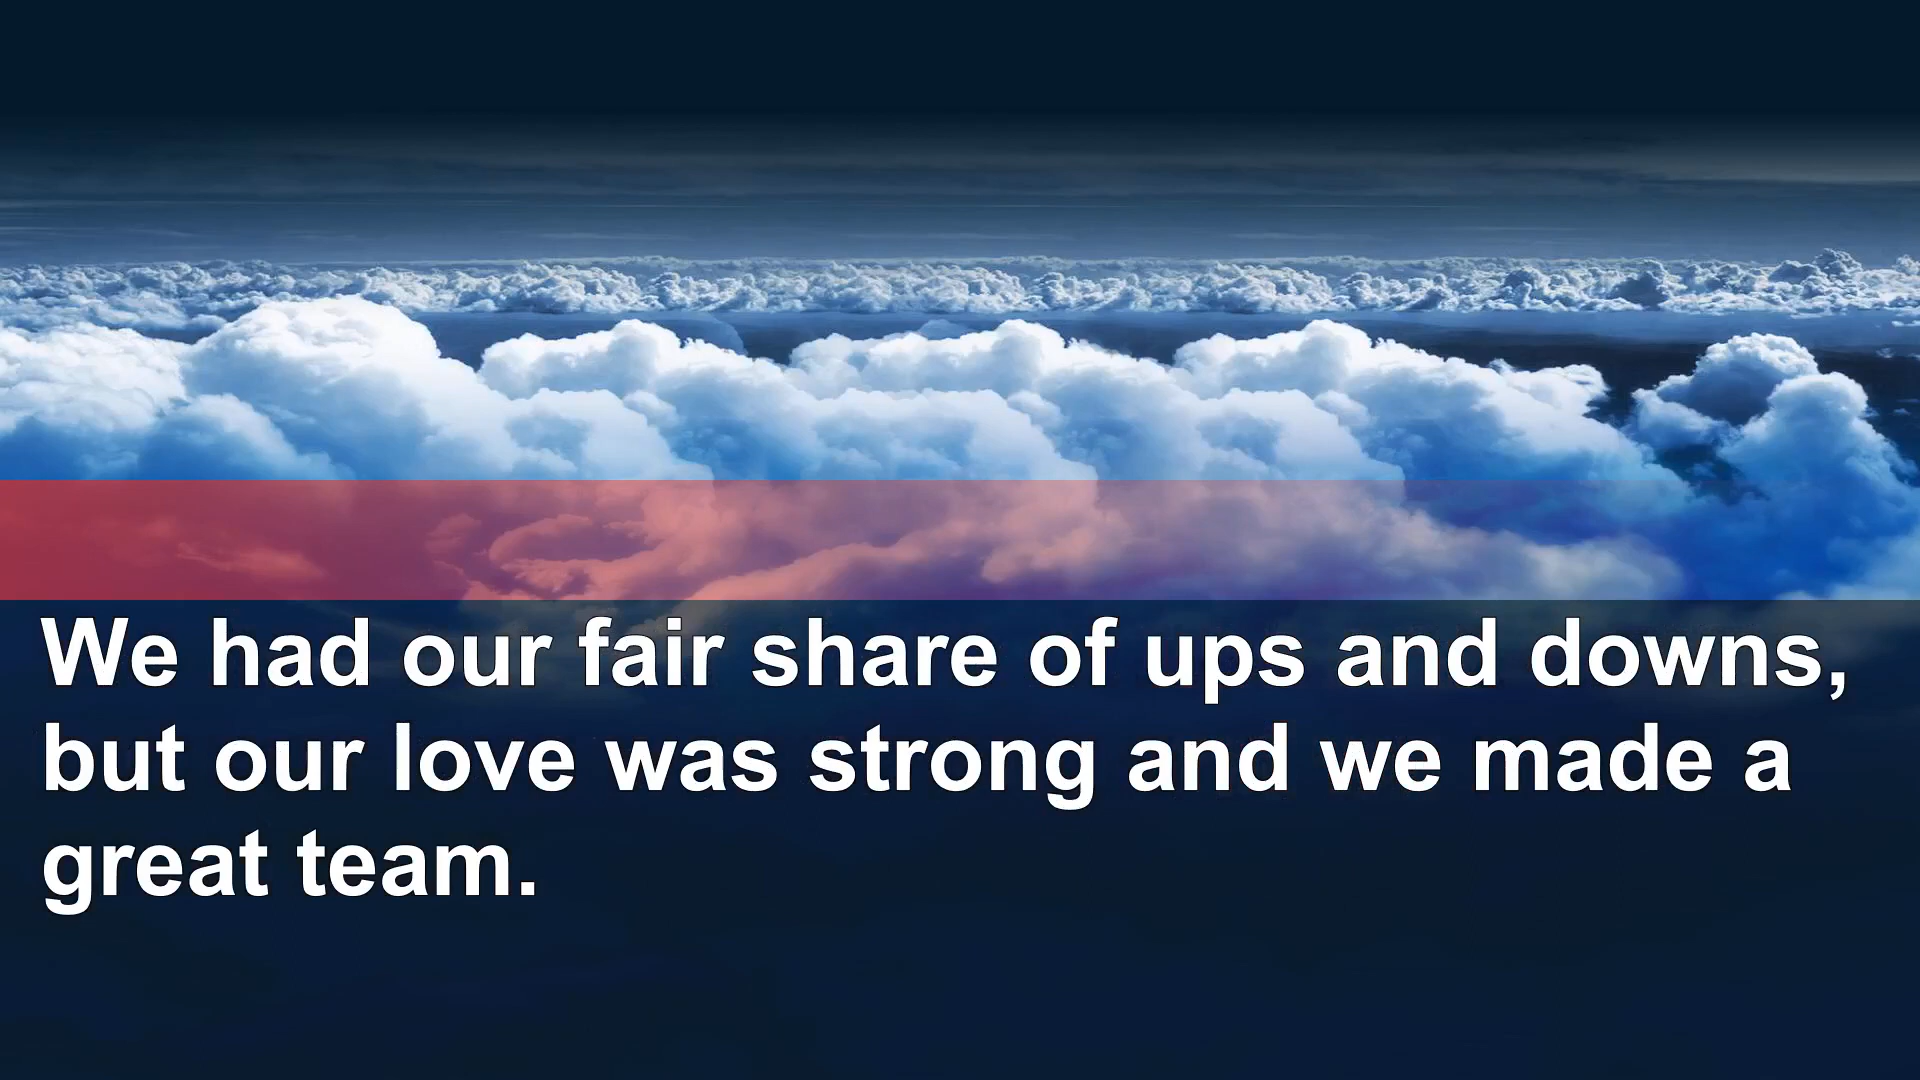 We had our fair share of ups and downs,
but our love was strong and we made a
great team.